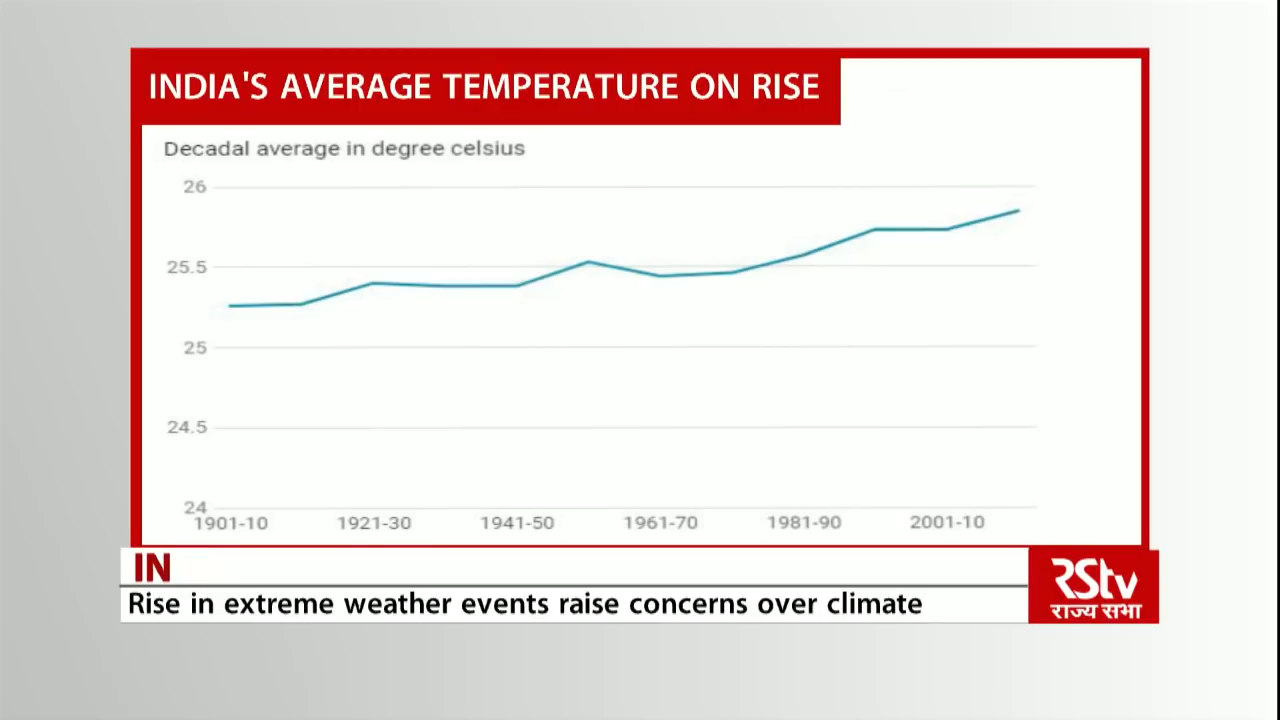 INDIA'S AVERAGE TEMPERATURE ON RISE
Decadal average in degree celsius
26
25.5
25
24.5
24
1901-10 1921-30 1941-50 1961-70 1981-90 2001-10
IN
Rise in extreme weather events raise concerns over climate
RStv
राज्य सभा